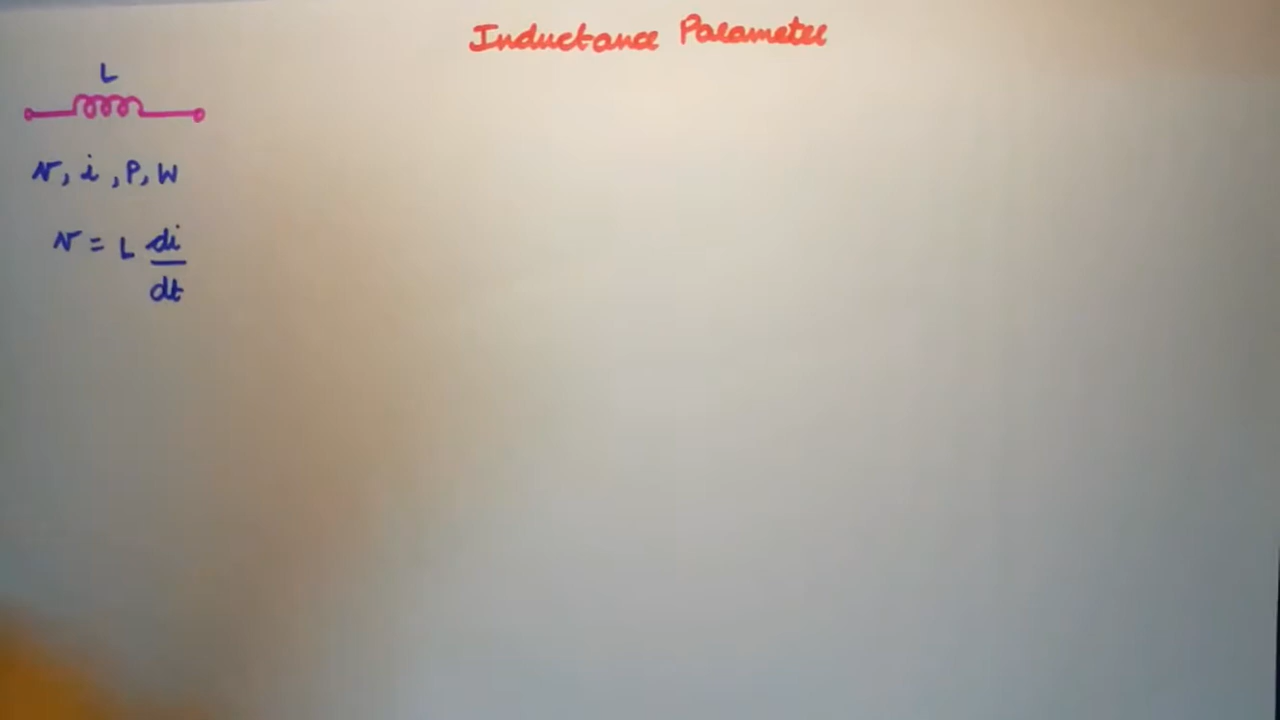 Inductance Parameter
L
v, i, P, W
v = L di/dt